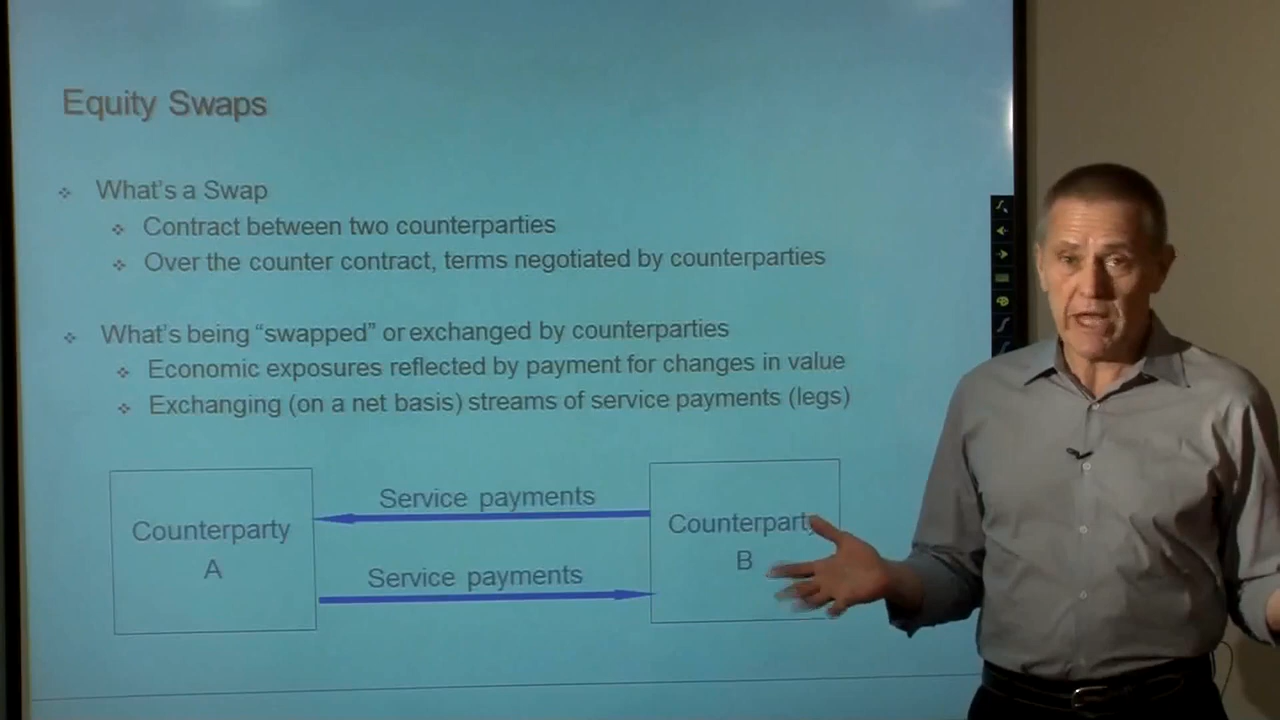 Equity Swaps
What's a Swap
Contract between two counterparties
Over the counter contract, terms negotiated by counterparties
What's being “swapped” or exchanged by counterparties
Economic exposures reflected by payment for changes in value
Exchanging (on a net basis) streams of service payments (legs)
Counterparty
A
Service payments
Service payments
Counterparty
B